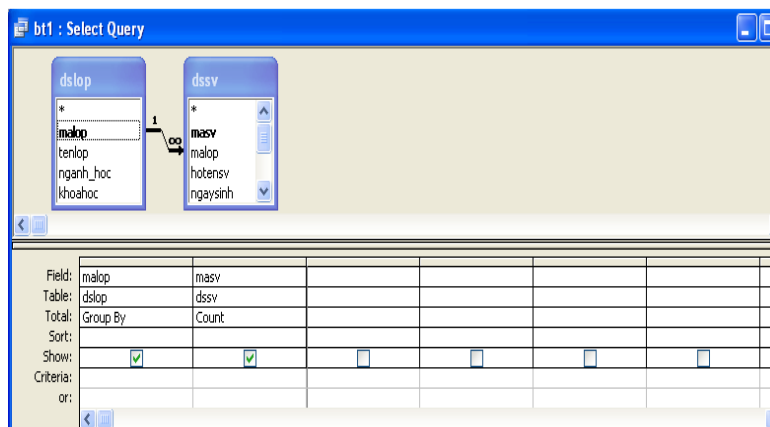 bt1 : Select Query
dslop
*
malop
tenlop
nganh_hoc
khoahoc
1
∞
dssv
*
masv
malop
hotensv
ngaysinh
Field: malop masv
Table: dslop dssv
Total: Group By Count
Sort:
Show:
Criteria:
or: